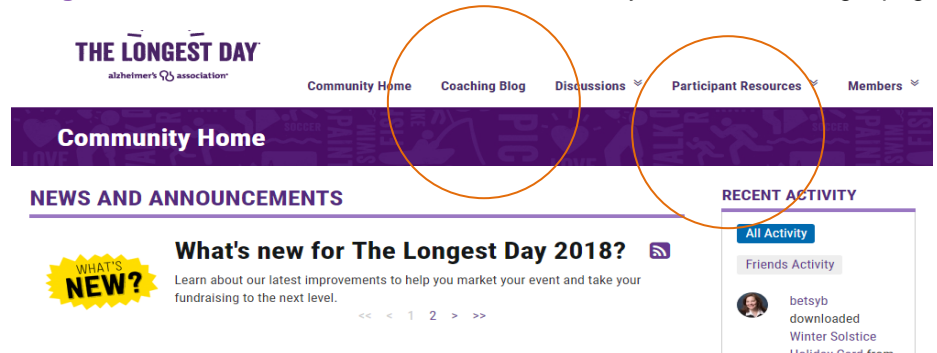 THE LONGEST DAY
alzheimer's association
Community Home
Coaching Blog
Discussions
Participant Resources
Members
Community Home
NEWS AND ANNOUNCEMENTS
WHAT'S
NEW?
What's new for The Longest Day 2018?
Learn about our latest improvements to help you market your event and take your
fundraising to the next level.
<< < 1 2 > >>
RECENT ACTIVITY
All Activity
Friends Activity
betsyb
downloaded
Winter Solstice
Holiday Card from